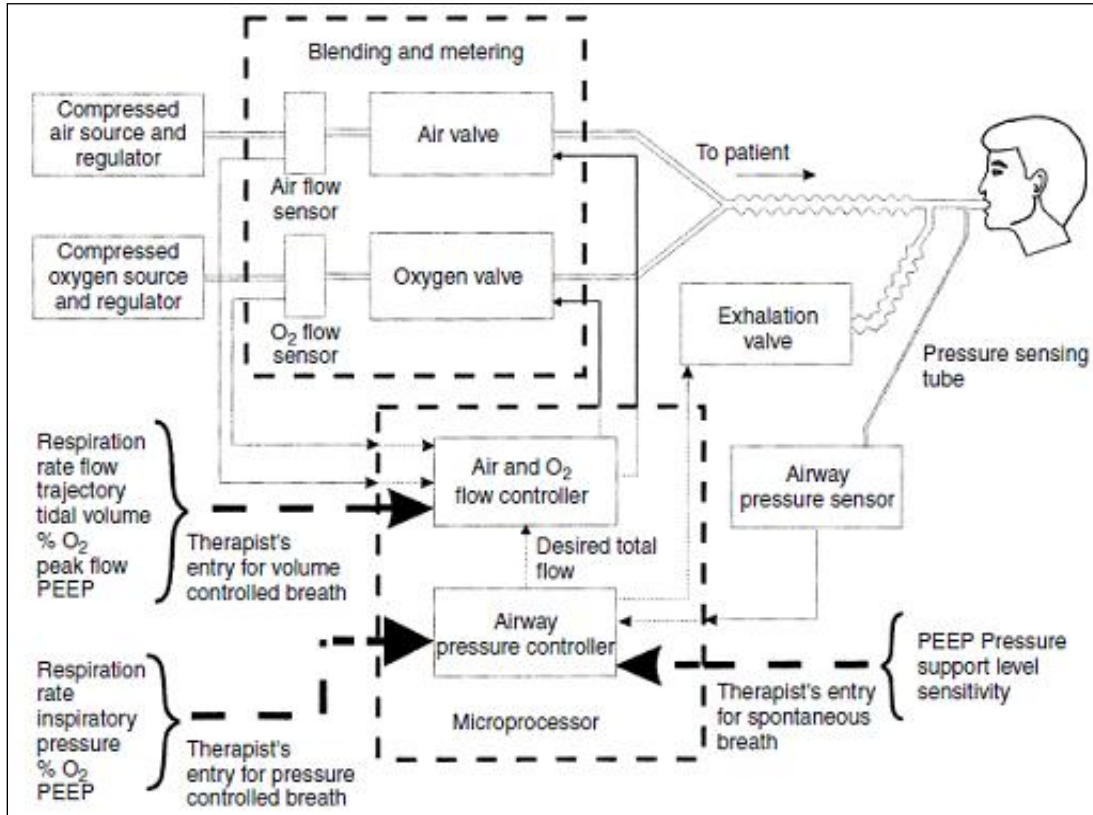 Blending and metering
Compressed
air source and
regulator
Air valve
Air flow
sensor
To patient
Compressed
oxygen source
and regulator
Oxygen valve
O2 flow
sensor
Exhalation
valve
Pressure sensing
tube
Respiration
rate flow
trajectory
tidal volume
% O2
peak flow
PEEP
Therapist's
entry for volume
controlled breath
Air and O2
flow controller
Airway
pressure sensor
Desired total
flow
Airway
pressure controller
Microprocessor
PEEP Pressure
support level
sensitivity
Therapist's entry
for spontaneous
breath
Respiration
rate
inspiratory
pressure
% O2
PEEP
Therapist's
entry for pressure
controlled breath